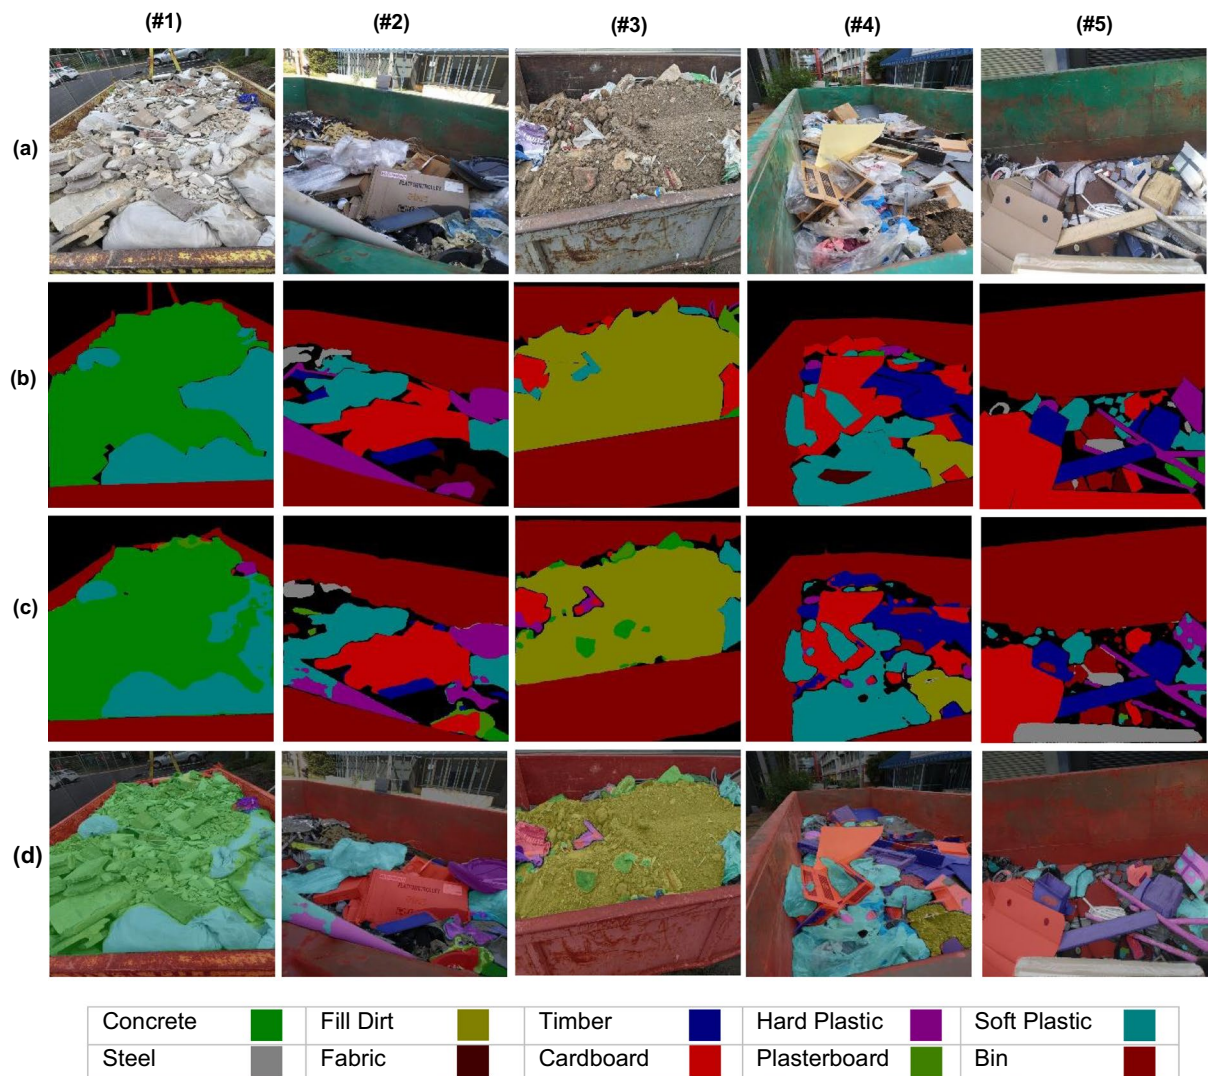 (#1) (#2) (#3) (#4) (#5)
(a)
(b)
(c)
(d)
Concrete Fill Dirt Timber Hard Plastic Soft Plastic
Steel Fabric Cardboard Plasterboard Bin